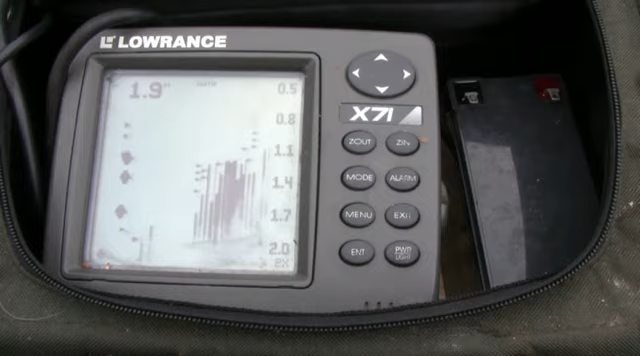 LOWRANCE
1.9
0.5
0.8
1.1
1.4
1.7
2.0
2X
X71
ZOUT ZIN
MODE ALARM
MENU EXIT
ENT PWR
LIGHT